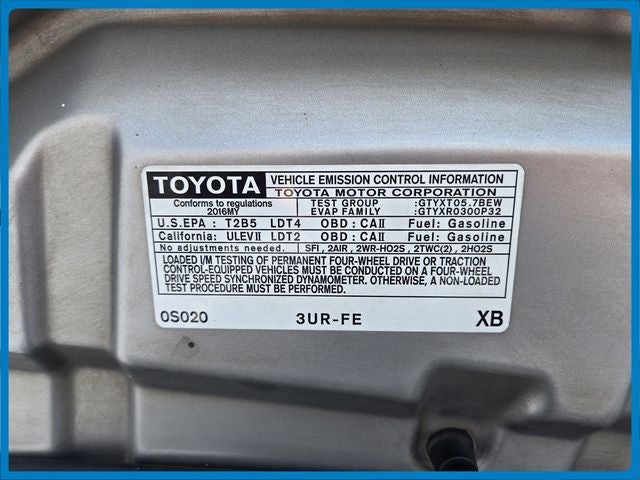 TOYOTA VEHICLE EMISSION CONTROL INFORMATION
TOYOTA MOTOR CORPORATION
Conforms to regulations TEST GROUP :GTYXT05.7BEW
2016MY EVAP FAMILY :GTYXR0300P32
U.S.EPA : T2B5 LDT4 OBD : CAII Fuel: Gasoline
California: ULEVII LDT2 OBD : CAII Fuel: Gasoline
No adjustments needed. SFI , 2AIR , 2WR-HO2S , 2TWC(2) , 2HO2S
LOADED I/M TESTING OF PERMANENT FOUR-WHEEL DRIVE OR TRACTION
CONTROL-EQUIPPED VEHICLES MUST BE CONDUCTED ON A FOUR-WHEEL
DRIVE SPEED SYNCHRONIZED DYNAMOMETER. OTHERWISE, A NON-LOADED
TEST PROCEDURE MUST BE PERFORMED.
0S020 3UR-FE XB